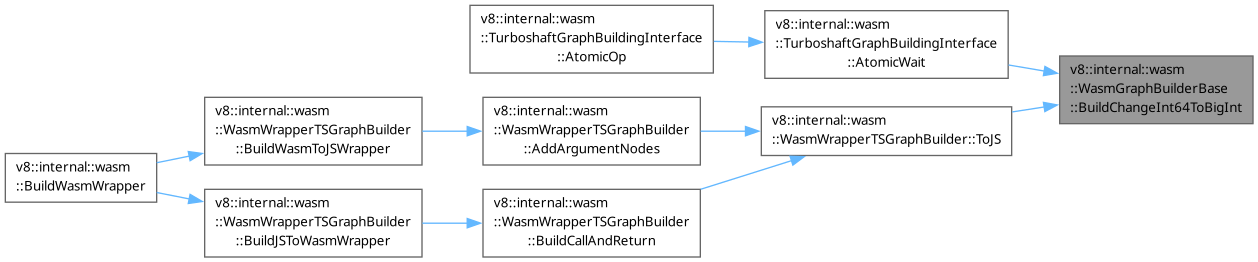 v8::internal::wasm
::TurboshaftGraphBuildingInterface
::AtomicOp
v8::internal::wasm
::TurboshaftGraphBuildingInterface
::AtomicWait
v8::internal::wasm
::WasmGraphBuilderBase
::BuildChangeInt64ToBigInt
v8::internal::wasm
::WasmWrapperTSGraphBuilder
::BuildWasmToJSWrapper
v8::internal::wasm
::WasmWrapperTSGraphBuilder
::AddArgumentNodes
v8::internal::wasm
::WasmWrapperTSGraphBuilder::ToJS
v8::internal::wasm
::BuildWasmWrapper
v8::internal::wasm
::WasmWrapperTSGraphBuilder
::BuildJSToWasmWrapper
v8::internal::wasm
::WasmWrapperTSGraphBuilder
::BuildCallAndReturn